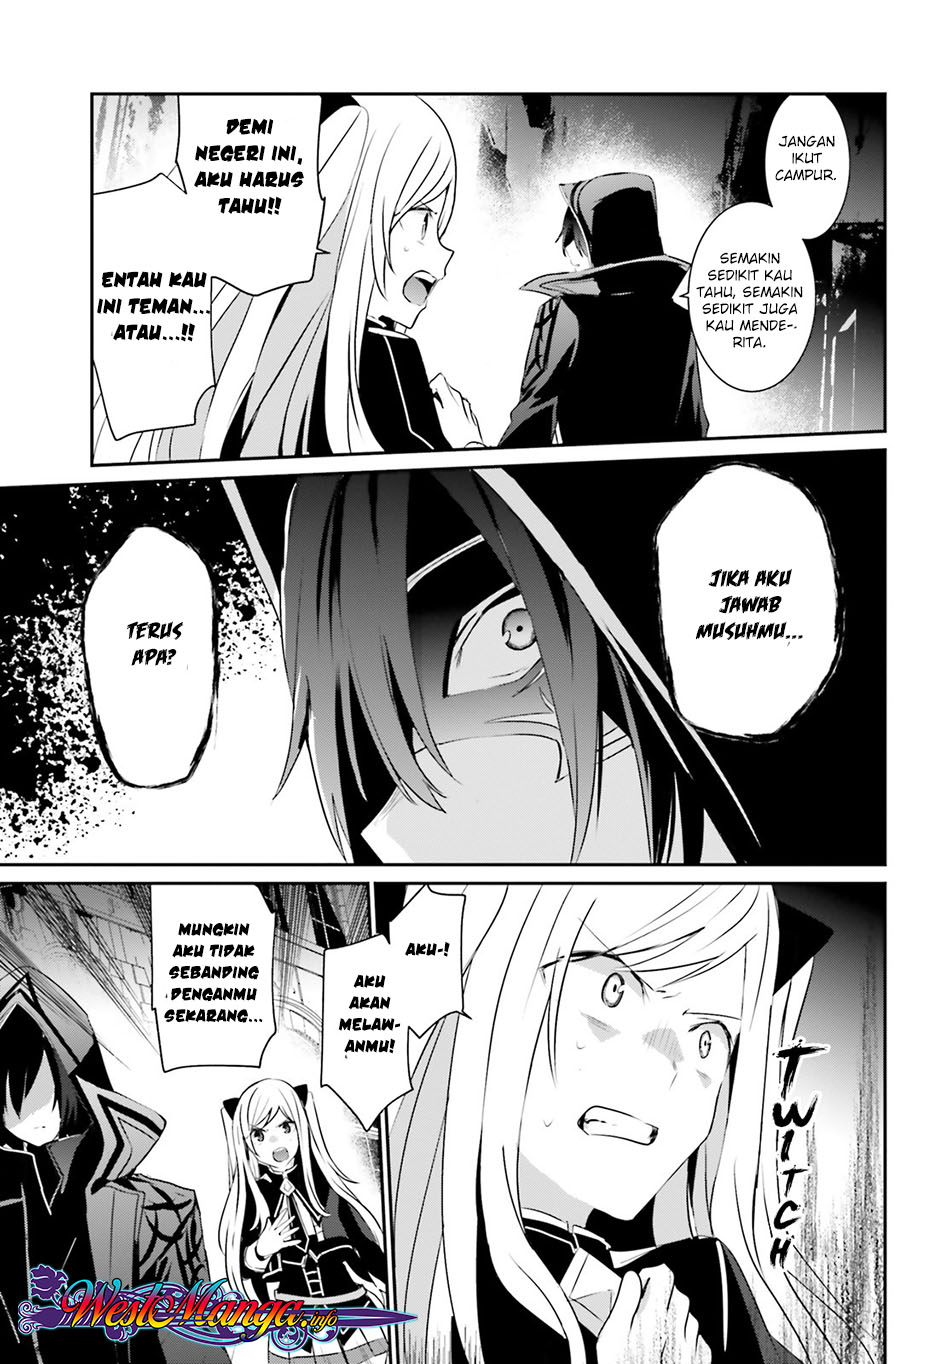 JANGAN
IKUT
CAMPUR.
SEMAKIN
SEDIKIT KAU
TAHU, SEMAKIN
SEDIKIT JUGA
KAU MENDE-
RITA.
DEMI
NEGERI INI,
AKU HARUS
TAHU!!
ENTAH KAU
INI TEMAN...
ATAU...!!
JIKA AKU
JAWAB
MUSUHMU...
TERUS
APA?
TWITCH
AKU-!
AKU
AKAN
MELAW-
ANMU!
MUNGKIN
AKU TIDAK
SEBANDING
DENGANMU
SEKARANG...
WestManga.info